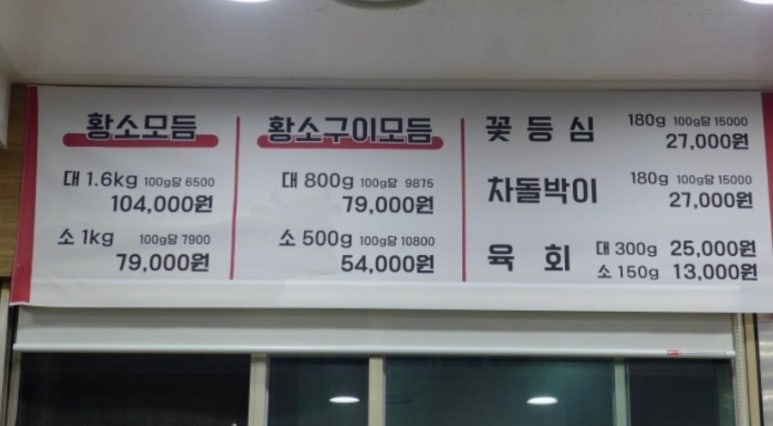 황소모듬
대 1.6kg 100g당 6500
104,000원
소 1kg 100g당 7900
79,000원
황소구이모듬
대 800g 100g당 9875
79,000원
소 500g 100g당 10800
54,000원
꽃등심 180g 100g당 15000
27,000원
차돌박이 180g 100g당 15000
27,000원
육회 대 300g 25,000원
소 150g 13,000원